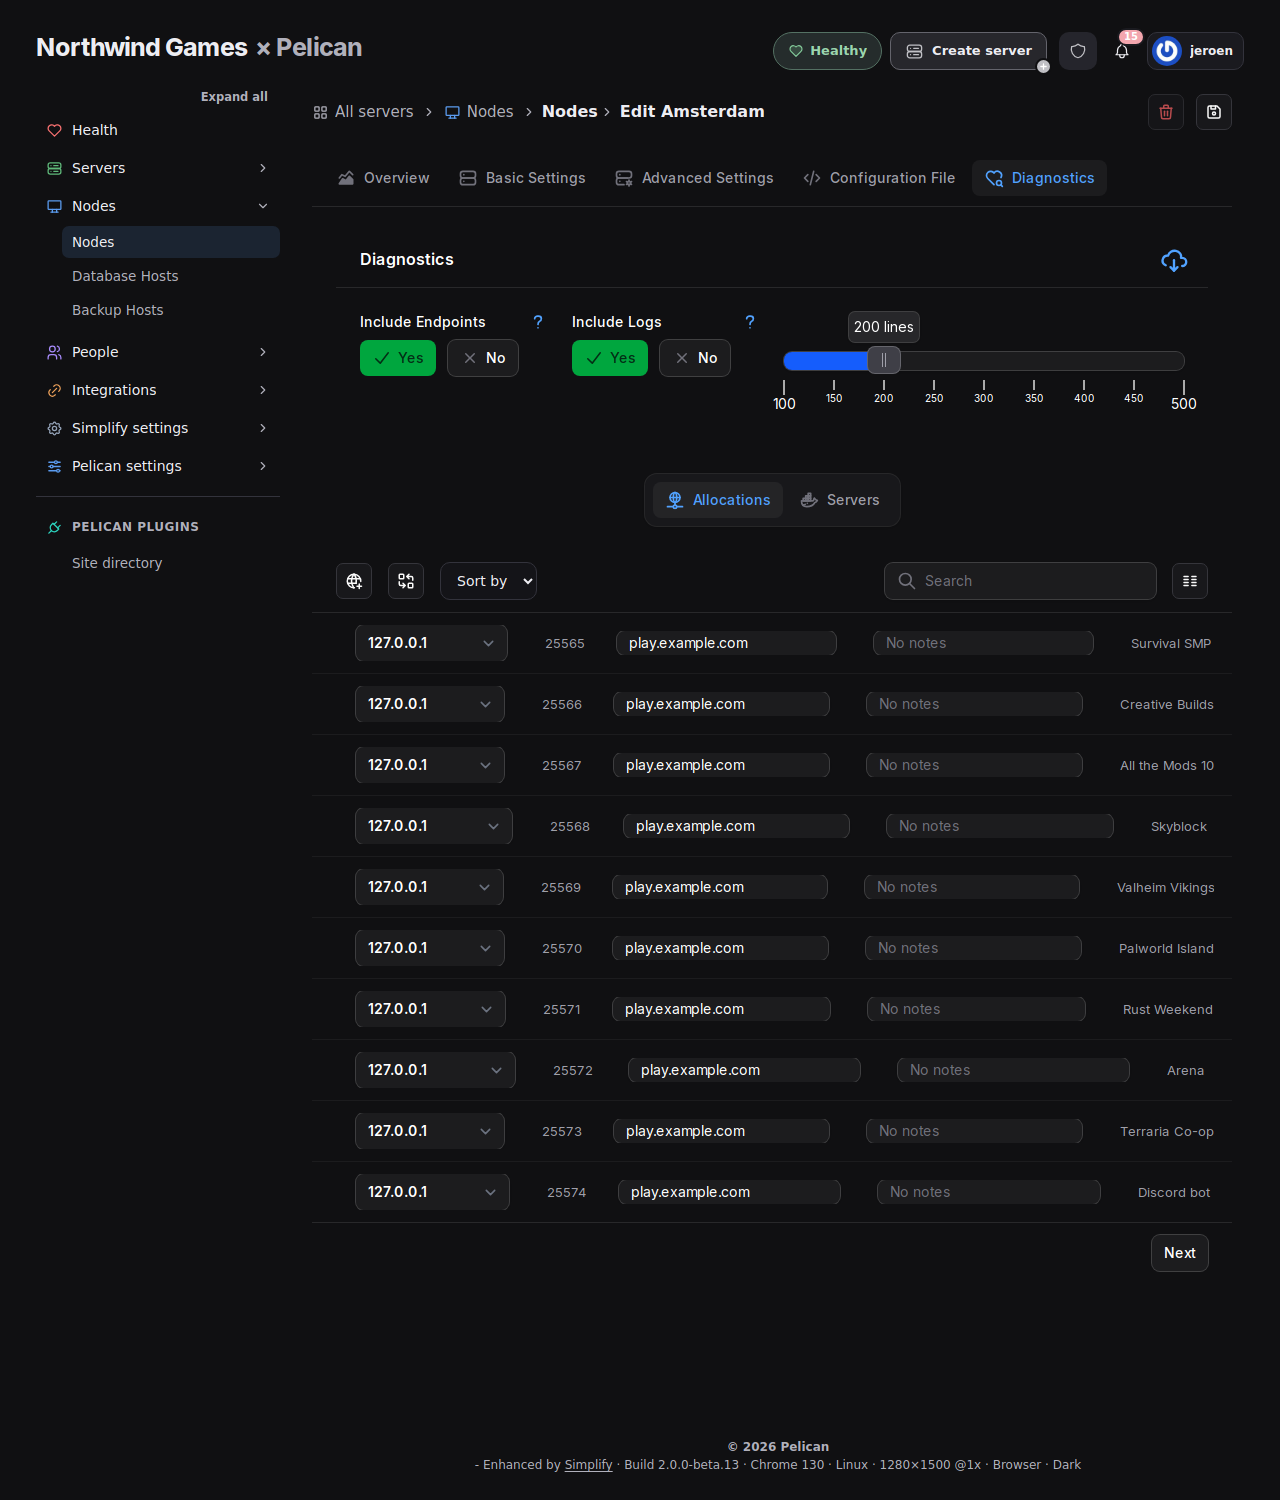 Northwind Games × Pelican
Healthy
Create server
15
jeroen
Expand all
Health
Servers
Nodes
Nodes
Database Hosts
Backup Hosts
People
Integrations
Simplify settings
Pelican settings
PELICAN PLUGINS
Site directory
All servers > Nodes > Nodes > Edit Amsterdam
Overview
Basic Settings
Advanced Settings
Configuration File
Diagnostics
Diagnostics
Include Endpoints ?
Yes No
Include Logs ?
Yes No
200 lines
100 150 200 250 300 350 400 450 500
Allocations
Servers
Sort by
Search
127.0.0.1 25565 play.example.com No notes Survival SMP
127.0.0.1 25566 play.example.com No notes Creative Builds
127.0.0.1 25567 play.example.com No notes All the Mods 10
127.0.0.1 25568 play.example.com No notes Skyblock
127.0.0.1 25569 play.example.com No notes Valheim Vikings
127.0.0.1 25570 play.example.com No notes Palworld Island
127.0.0.1 25571 play.example.com No notes Rust Weekend
127.0.0.1 25572 play.example.com No notes Arena
127.0.0.1 25573 play.example.com No notes Terraria Co-op
127.0.0.1 25574 play.example.com No notes Discord bot
Next
© 2026 Pelican
- Enhanced by Simplify · Build 2.0.0-beta.13 · Chrome 130 · Linux · 1280×1500 @1x · Browser · Dark